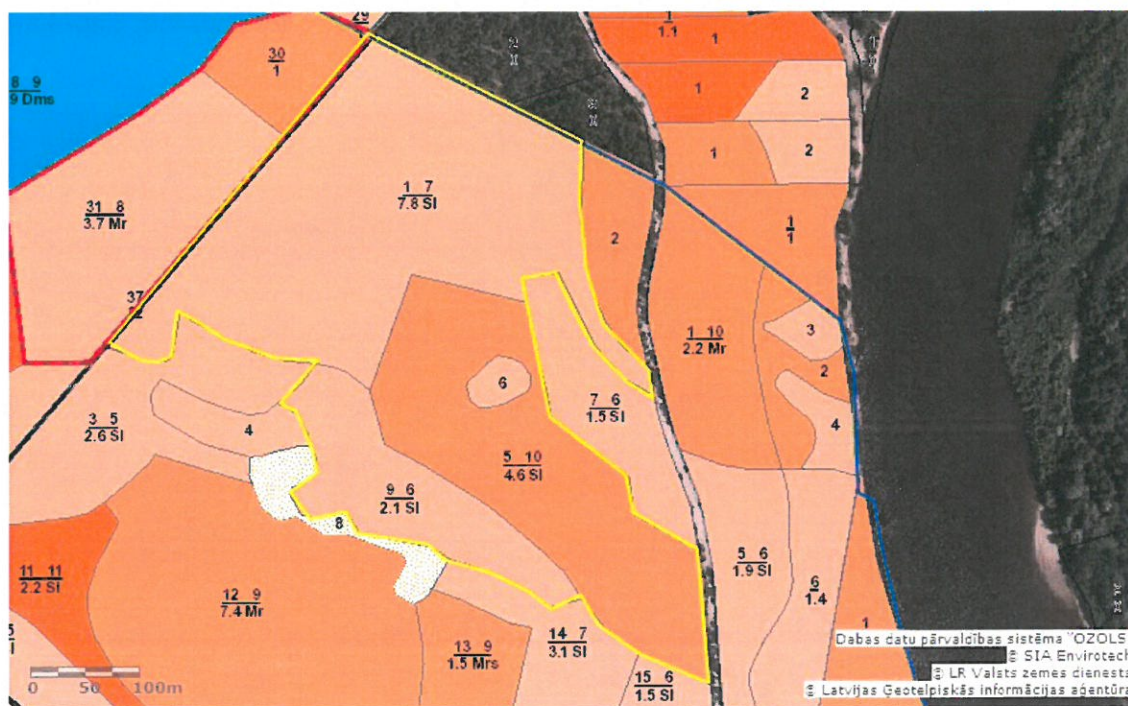 29
1
1.1
1
30
1
8 9
9 Dms
1
2
1
2
31 8
3.7 Mr
1 7
7.8 Sl
2
1
1
37
1 10
2.2 Mr
3
2
6
7 6
1.5 Sl
3 5
2.6 Sl
4
4
5 10
4.6 Sl
9 6
2.1 Sl
8
5 6
1.9 Sl
11 11
2.2 Sl
12 9
7.4 Mr
6
1.4
1
13 9
1.5 Mrs
14 7
3.1 Sl
15 6
1.5 Sl
0 50 100m
Dabas datu pārvaldības sistēma "OZOLS
© SIA Envirotech
© LR Valsts zemes dienests
© Latvijas Ģeotelpiskās informācijas aģentūra